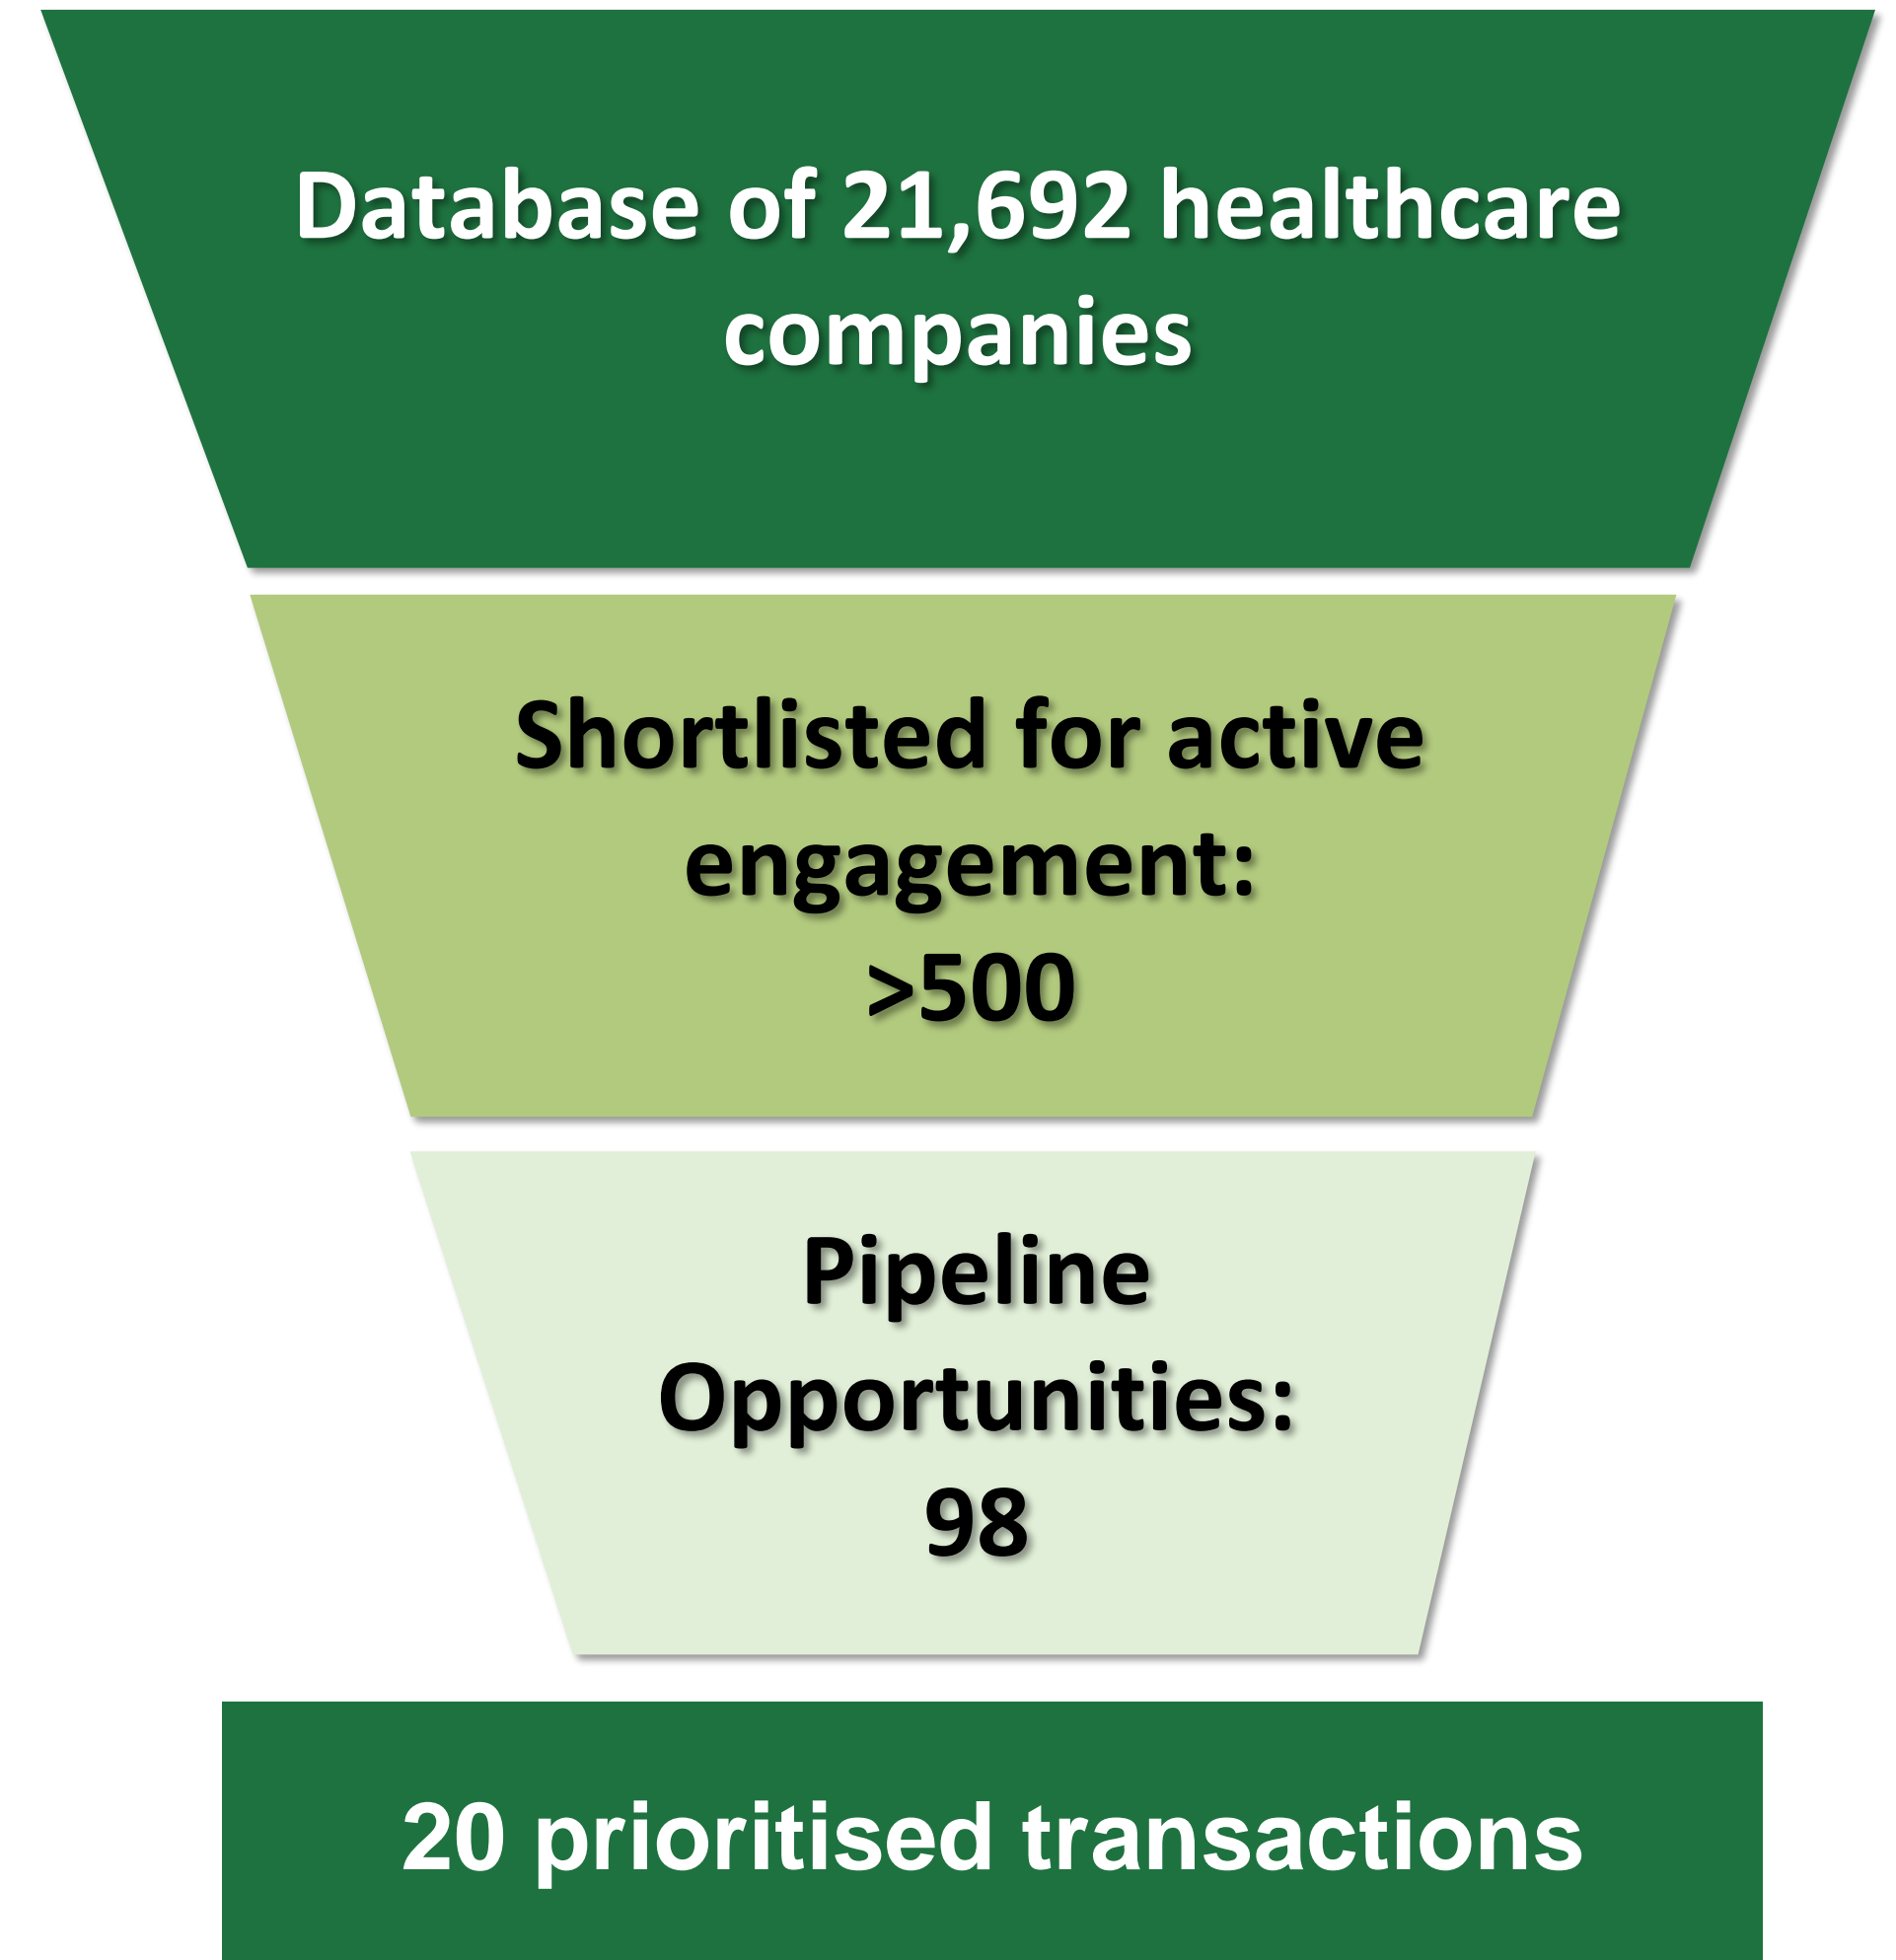 Database of 21,692 healthcare
companies
Shortlisted for active
engagement:
>500
Pipeline
Opportunities:
98
20 prioritised transactions